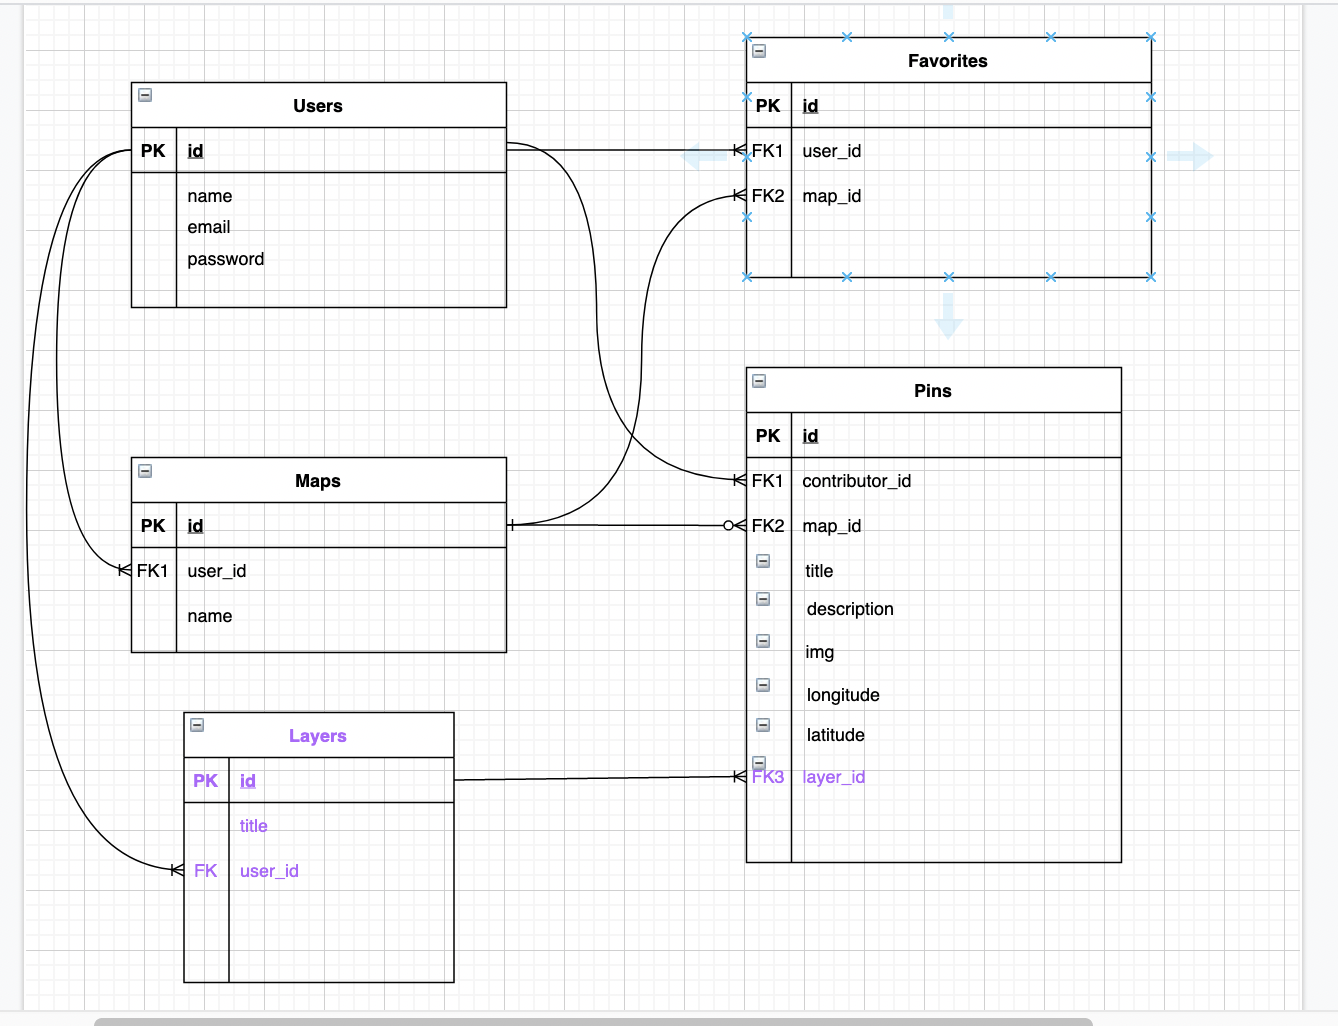 Users
PK id
name
email
password
Favorites
PK id
FK1 user_id
FK2 map_id
Maps
PK id
FK1 user_id
name
Pins
PK id
FK1 contributor_id
FK2 map_id
title
description
img
longitude
latitude
FK3 layer_id
Layers
PK id
title
FK user_id